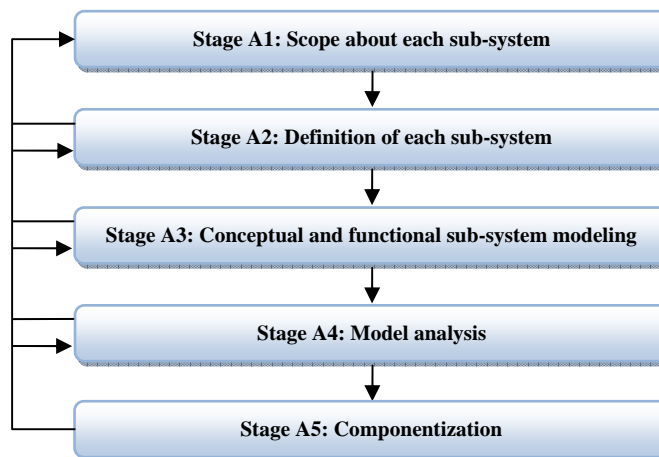 Stage A1: Scope about each sub-system
Stage A2: Definition of each sub-system
Stage A3: Conceptual and functional sub-system modeling
Stage A4: Model analysis
Stage A5: Componentization